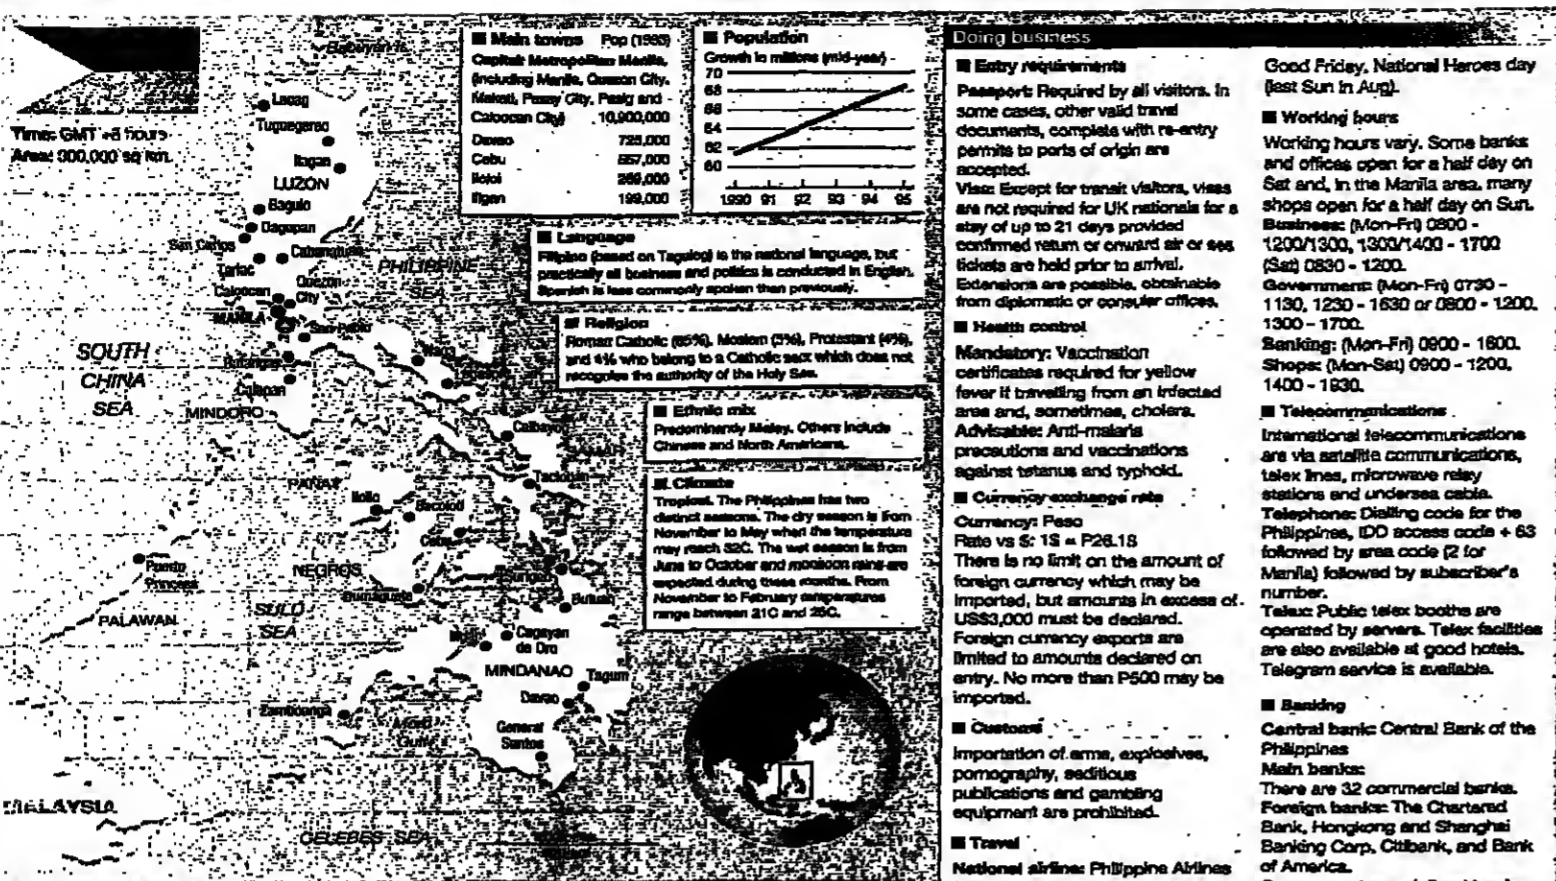 Time: GMT +8 hours
Area: 300,000 sq km.
Babuyan Is.
Laoag
Tuguegarao
Ilagan
LUZON
Baguio
Dagupan
San Carlos
Cabanatuan
Tarlac
Quezon
City
Caloocan
MANILA
San Pablo
Batangas
Calapan
MINDORO
PHILIPPINE
SEA
SOUTH
CHINA
SEA
Naga
Calbayog
SAMAR
Tacloban
PANAY
Iloilo
Bacolod
Cebu
NEGROS
Dumaguete
Surigao
Butuan
Puerto
Princesa
PALAWAN
SULU
SEA
Cagayan
de Oro
MINDANAO
Tagum
Davao
Zamboanga
Moro
Gulf
General
Santos
MALAYSIA
CELEBES SEA
■ Main towns Pop (1993)
Capital: Metropolitan Manila,
(including Manila, Quezon City,
Makati, Pasay City, Pasig and
Caloocan City) 10,900,000
Davao 725,000
Cebu 657,000
Iloilo 269,000
Iligan 199,000
■ Population
Growth in millions (mid-year)
70
68
66
64
62
60
1990 91 92 93 94 95
■ Language
Filipino (based on Tagalog) is the national language, but
practically all business and politics is conducted in English.
Spanish is less commonly spoken than previously.
■ Religion
Roman Catholic (85%), Moslem (3%), Protestant (4%),
and 4% who belong to a Catholic sect which does not
recognise the authority of the Holy See.
■ Ethnic mix
Predominantly Malay. Others include
Chinese and North Americans.
■ Climate
Tropical. The Philippines has two
distinct seasons. The dry season is from
November to May when the temperature
may reach 32C. The wet season is from
June to October and monsoon rains are
expected during these months. From
November to February temperatures
range between 21C and 25C.
Doing business
■ Entry requirements
Passport: Required by all visitors. In
some cases, other valid travel
documents, complete with re-entry
permits to ports of origin are
accepted.
Visa: Except for transit visitors, visas
are not required for UK nationals for a
stay of up to 21 days provided
confirmed return or onward air or sea
tickets are held prior to arrival.
Extensions are possible, obtainable
from diplomatic or consular offices.
■ Health control
Mandatory: Vaccination
certificates required for yellow
fever if travelling from an infected
area and, sometimes, cholera.
Advisable: Anti-malaria
precautions and vaccinations
against tetanus and typhoid.
■ Currency exchange rate
Currency: Peso
Rate vs $: 1$ = P26.18
There is no limit on the amount of
foreign currency which may be
imported, but amounts in excess of
US$3,000 must be declared.
Foreign currency exports are
limited to amounts declared on
entry. No more than P500 may be
imported.
■ Customs
Importation of arms, explosives,
pornography, seditious
publications and gambling
equipment are prohibited.
■ Travel
National airline: Philippine Airlines
Good Friday, National Heroes day
(last Sun in Aug).
■ Working hours
Working hours vary. Some banks
and offices open for a half day on
Sat and, in the Manila area, many
shops open for a half day on Sun.
Business: (Mon-Fri) 0800 -
1200/1300, 1300/1400 - 1700
(Sat) 0830 - 1200.
Government: (Mon-Fri) 0730 -
1130, 1230 - 1630 or 0800 - 1200,
1300 - 1700.
Banking: (Mon-Fri) 0900 - 1600.
Shops: (Mon-Sat) 0900 - 1200,
1400 - 1930.
■ Telecommunications
International telecommunications
are via satellite communications,
telex lines, microwave relay
stations and undersea cable.
Telephone: Dialling code for the
Philippines, IDD access code + 63
followed by area code (2 for
Manila) followed by subscriber's
number.
Telex: Public telex booths are
operated by servers. Telex facilities
are also available at good hotels.
Telegram service is available.
■ Banking
Central bank: Central Bank of the
Philippines
Main banks:
There are 32 commercial banks.
Foreign banks: The Chartered
Bank, Hongkong and Shanghai
Banking Corp, Citibank, and Bank
of America.